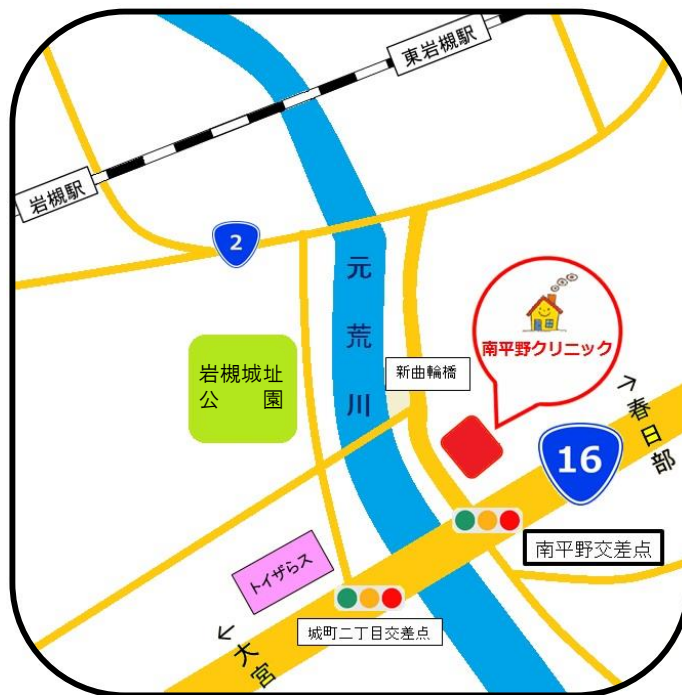 東岩槻駅
岩槻駅
2
元荒川
南平野クリニック
岩槻城址
公園
新曲輪橋
→
春日部
16
南平野交差点
トイザらス
城町二丁目交差点
←
大宮